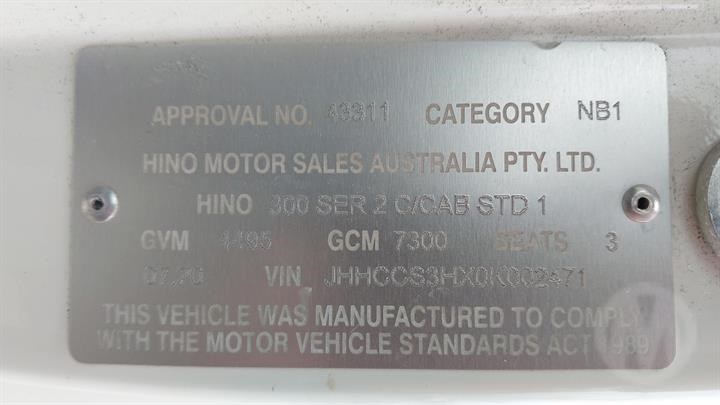 APPROVAL NO. 43311 CATEGORY NB1
HINO MOTOR SALES AUSTRALIA PTY. LTD.
HINO 300 SER 2 C/CAB STD 1
GVM 4495 GCM 7300 SEATS 3
07.20 VIN JHHCCS3HX0K002471
THIS VEHICLE WAS MANUFACTURED TO COMPLY
WITH THE MOTOR VEHICLE STANDARDS ACT 1989